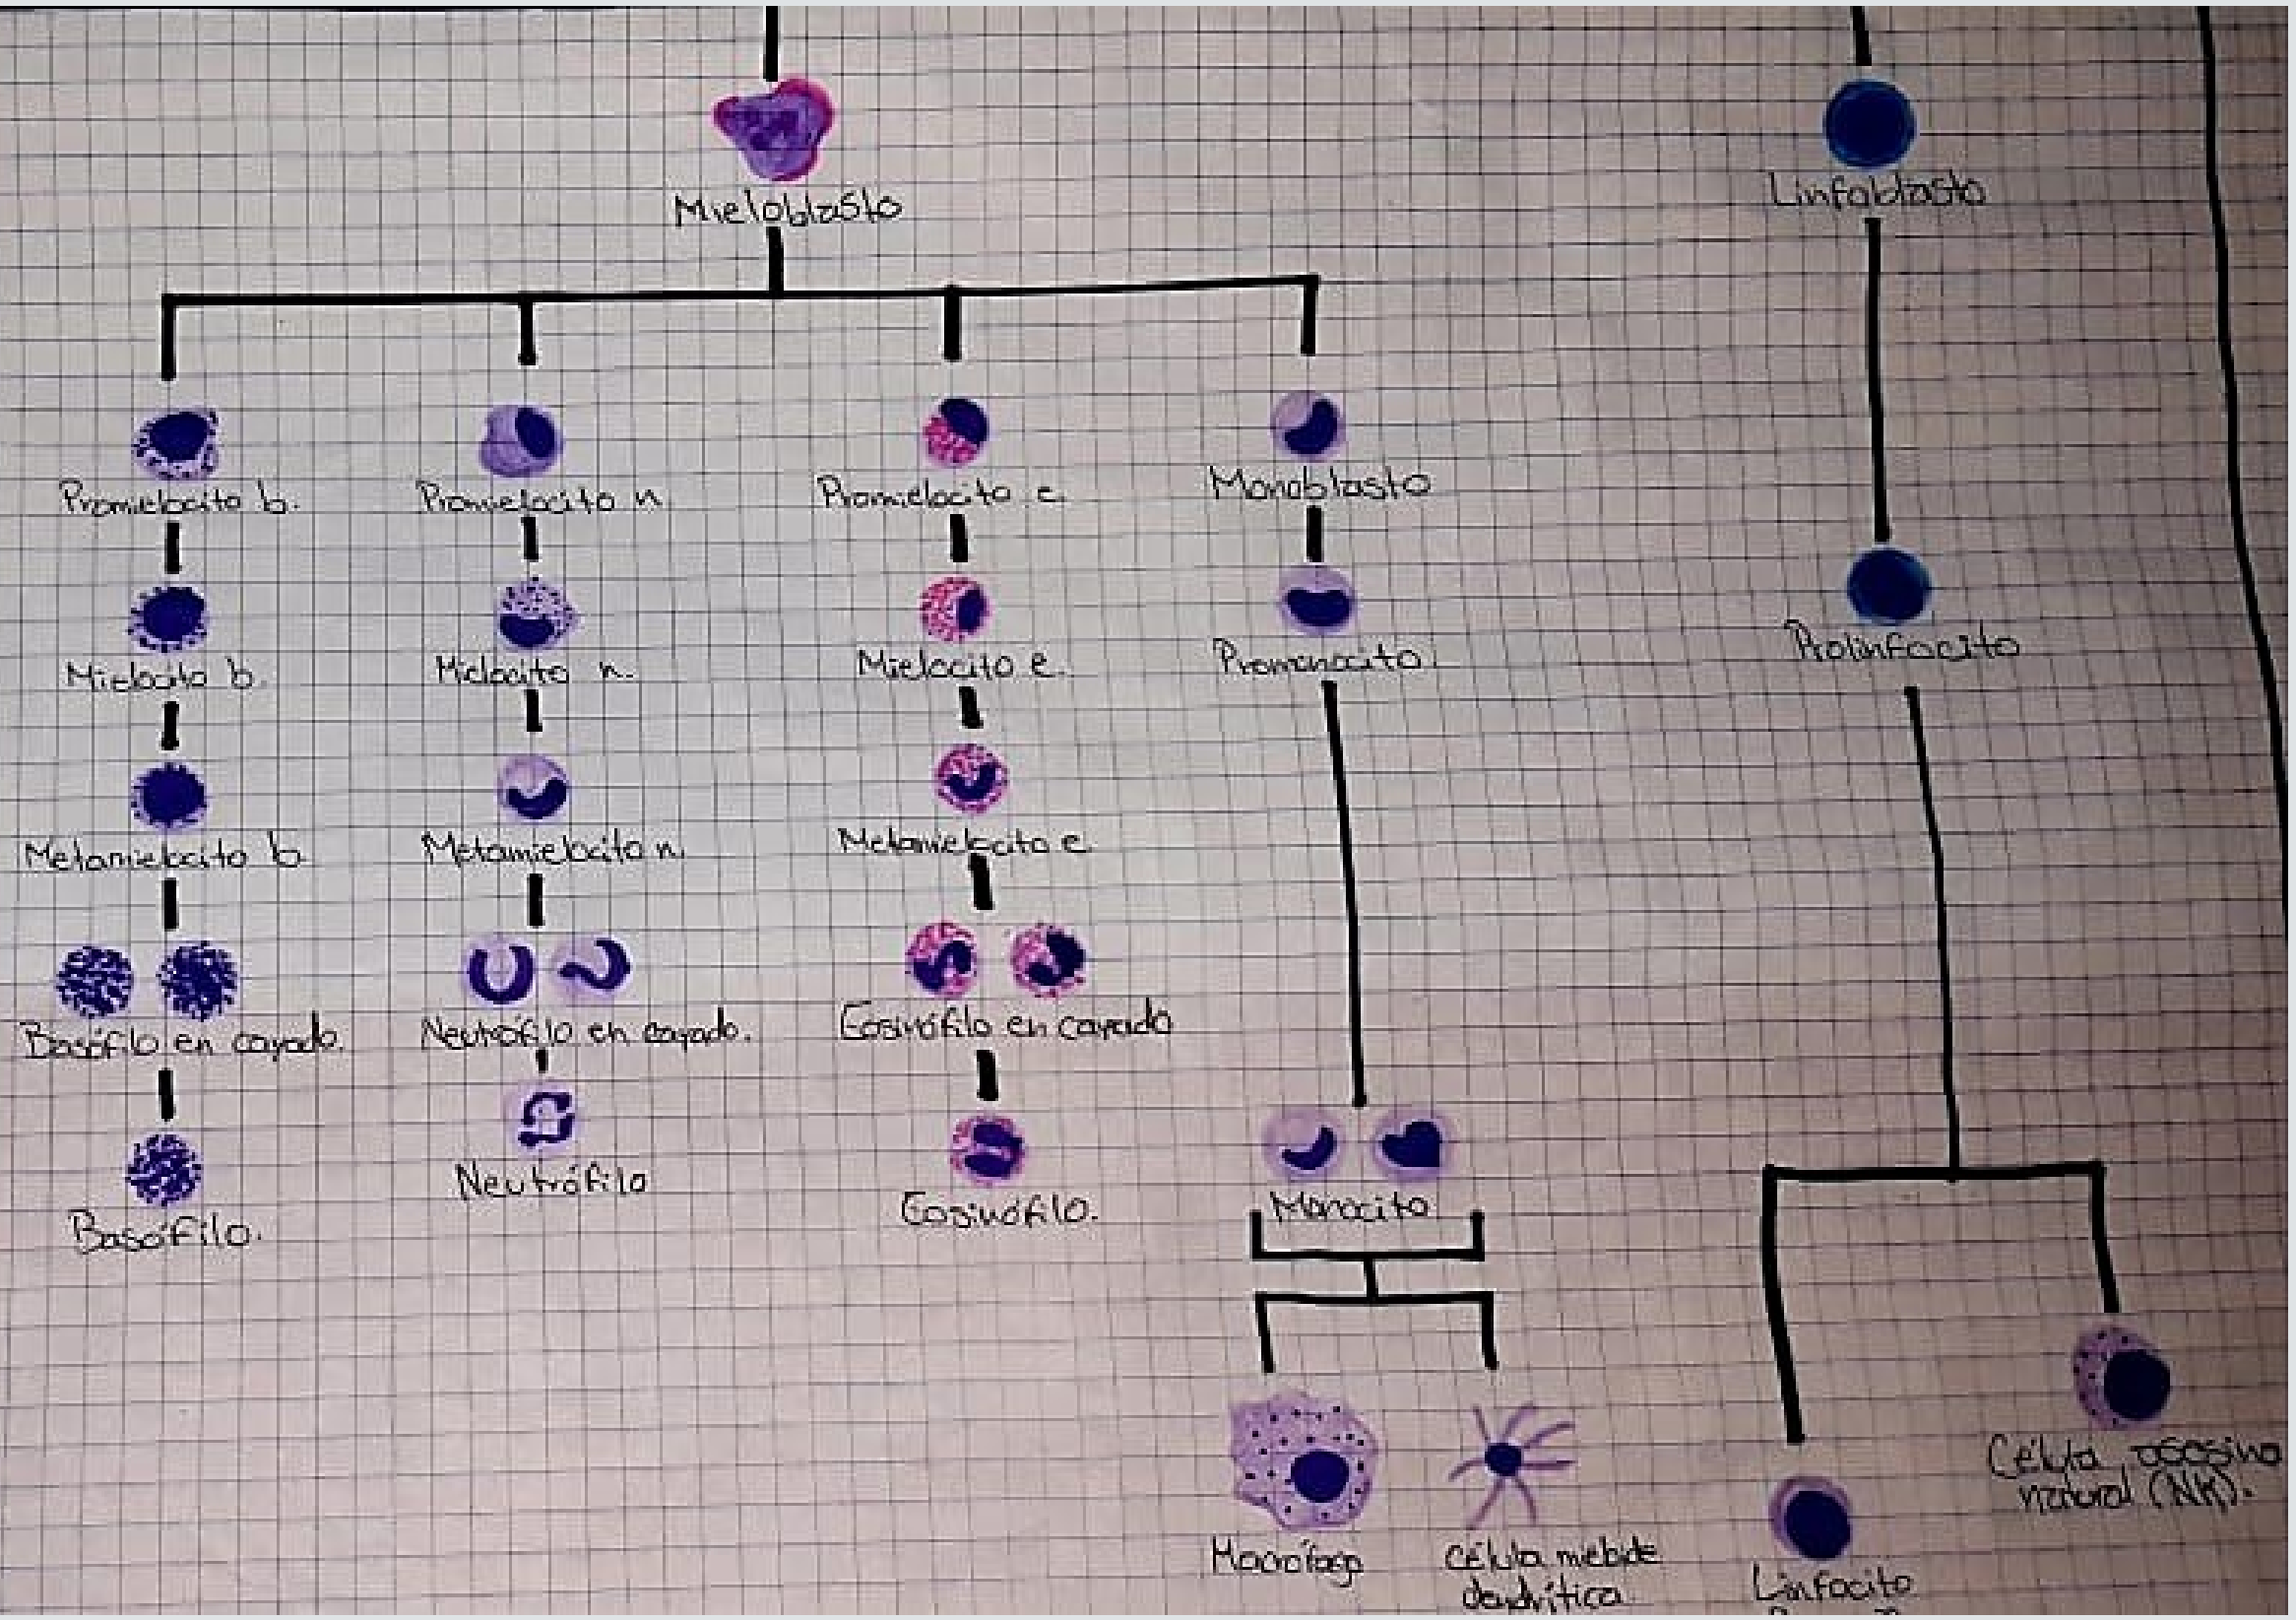 Mieloblasto
Linfoblasto
Promielocito b.
Promielocito n.
Promielocito e.
Monoblasto
Mielocito b.
Mielocito n.
Mielocito e.
Promonocito
Prolinfocito
Metamielocito b.
Metamielocito n.
Metamielocito e.
Basófilo en cayado.
Neutrófilo en cayado.
Eosinófilo en cayado
Basófilo.
Neutrófilo
Eosinófilo.
Monocito
Macrófago
Célula mieloide
dendrítica
Linfocito
Célula asesina
natural (NK).